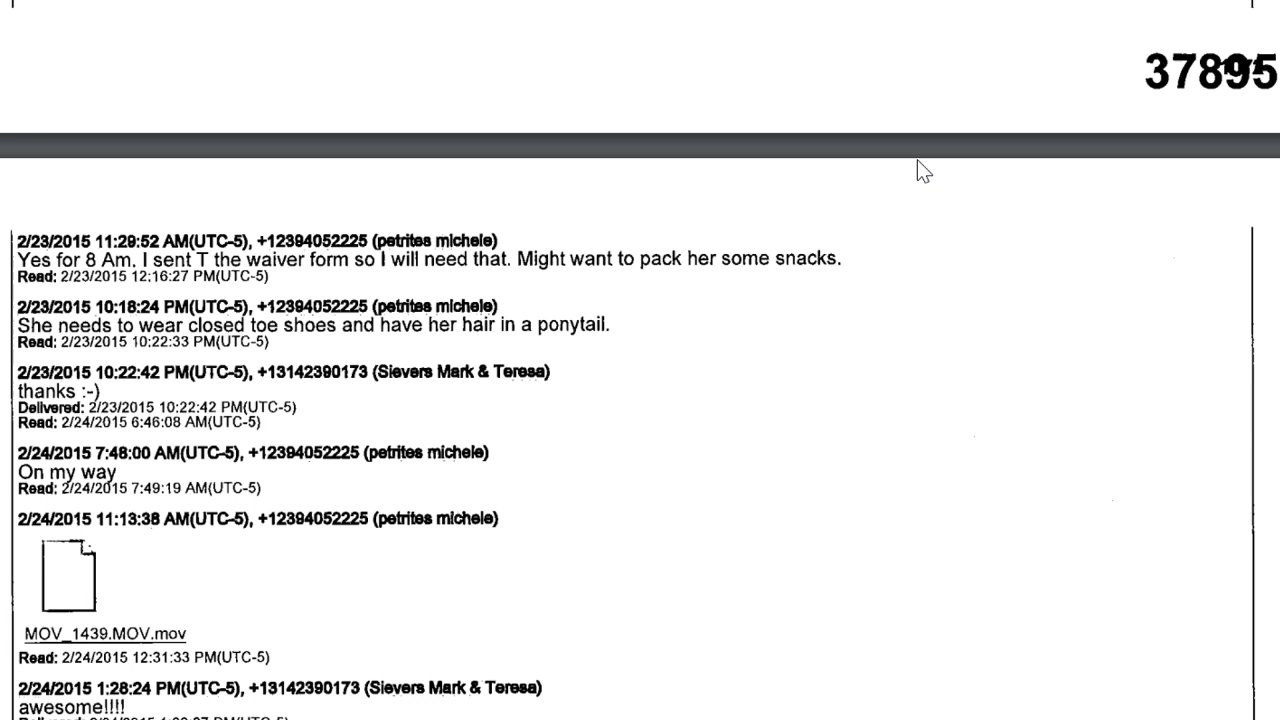 37895
2/23/2015 11:29:52 AM(UTC-5), +12394052225 (petrites michele)
Yes for 8 Am. I sent T the waiver form so I will need that. Might want to pack her some snacks.
Read: 2/23/2015 12:16:27 PM(UTC-5)
2/23/2015 10:18:24 PM(UTC-5), +12394052225 (petrites michele)
She needs to wear closed toe shoes and have her hair in a ponytail.
Read: 2/23/2015 10:22:33 PM(UTC-5)
2/23/2015 10:22:42 PM(UTC-5), +13142390173 (Sievers Mark & Teresa)
thanks :-)
Delivered: 2/23/2015 10:22:42 PM(UTC-5)
Read: 2/24/2015 6:46:08 AM(UTC-5)
2/24/2015 7:48:00 AM(UTC-5), +12394052225 (petrites michele)
On my way
Read: 2/24/2015 7:49:19 AM(UTC-5)
2/24/2015 11:13:38 AM(UTC-5), +12394052225 (petrites michele)
MOV_1439.MOV.mov
Read: 2/24/2015 12:31:33 PM(UTC-5)
2/24/2015 1:28:24 PM(UTC-5), +13142390173 (Sievers Mark & Teresa)
awesome!!!!